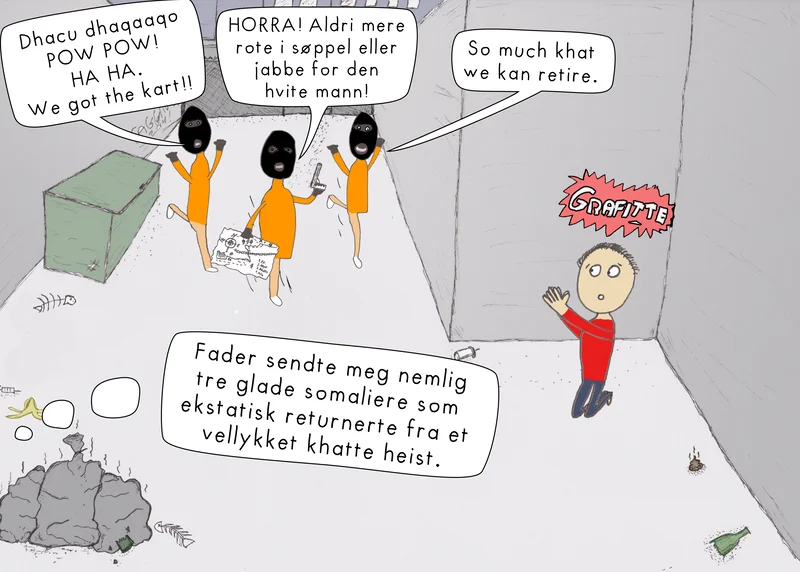 Dhacu dhaqaaqo
POW POW!
HA HA.
We got the kart!!
HORRA! Aldri mere
rote i søppel eller
jabbe for den
hvite mann!
So much khat
we kan retire.
GRAFITTE
Fader sendte meg nemlig
tre glade somaliere som
ekstatisk returnerte fra et
vellykket khatte heist.